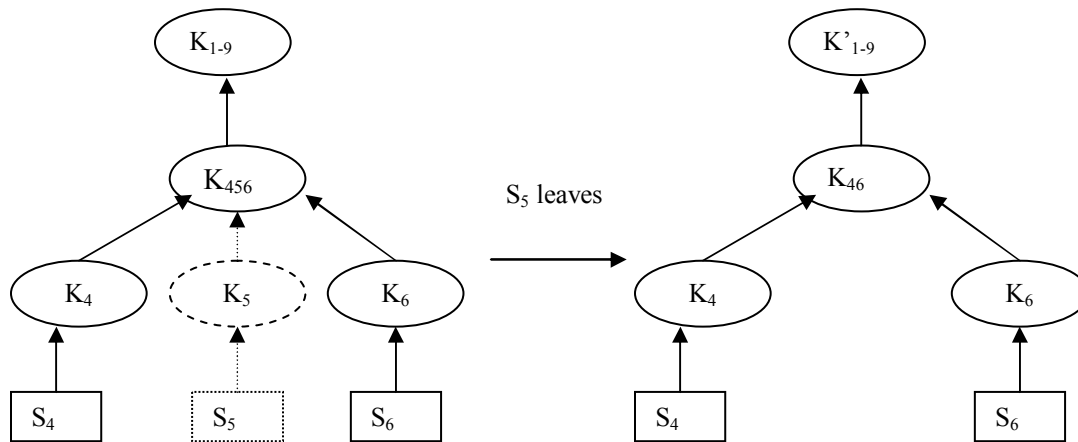 K₁₋₉
K₄₅₆
K₄ K₅ K₆
S₄ S₅ S₆
S₅ leaves
K’₁₋₉
K₄₆
K₄ K₆
S₄ S₆